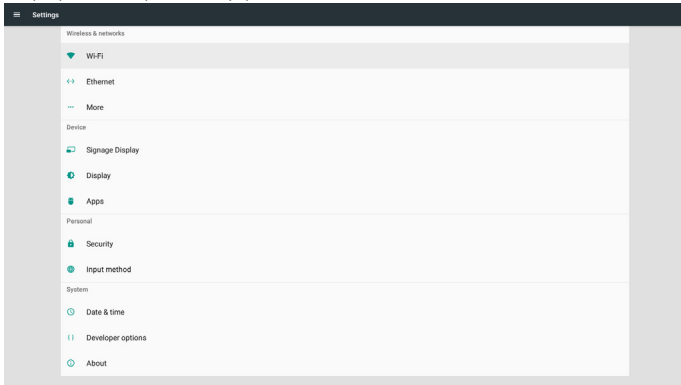 Settings
Wireless & networks
Wi-Fi
Ethernet
More
Device
Signage Display
Display
Apps
Personal
Security
Input method
System
Date & time
Developer options
About